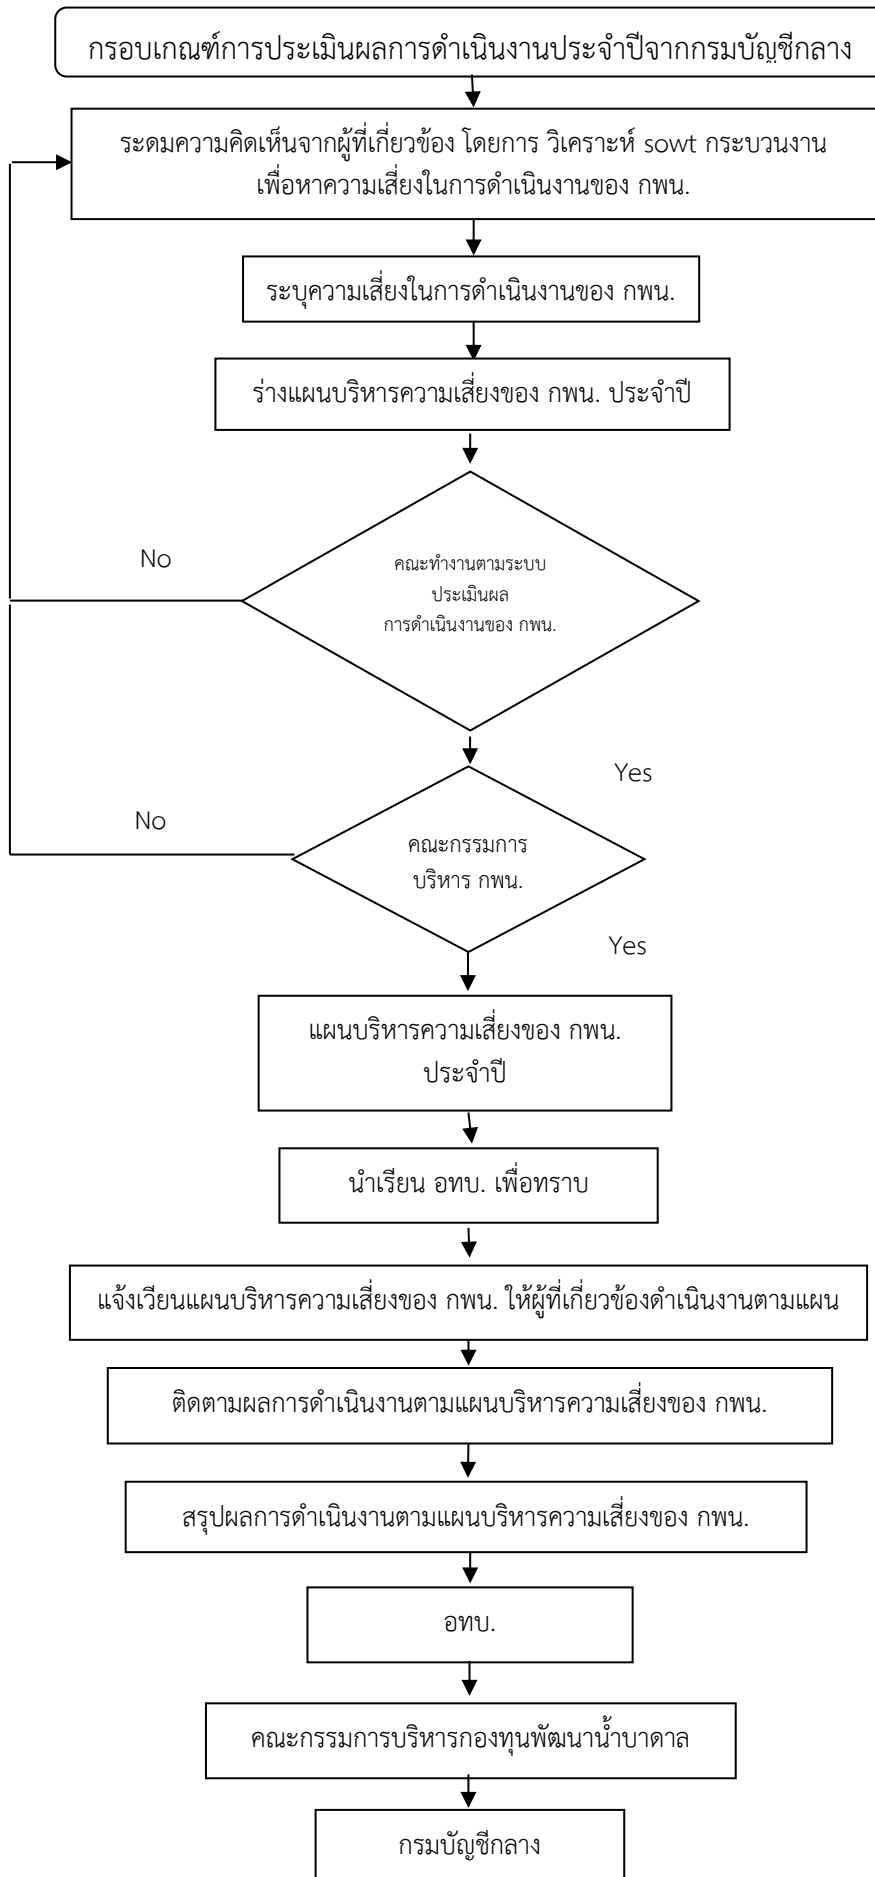 กรอบเกณฑ์การประเมินผลการดำเนินงานประจำปีจากกรมบัญชีกลาง
ระดมความคิดเห็นจากผู้ที่เกี่ยวข้อง โดยการ วิเคราะห์ sowt กระบวนงาน
เพื่อหาความเสี่ยงในการดำเนินงานของ กพน.
ระบุความเสี่ยงในการดำเนินงานของ กพน.
ร่างแผนบริหารความเสี่ยงของ กพน. ประจำปี
No
คณะทำงานตามระบบ
ประเมินผล
การดำเนินงานของ กพน.
Yes
No
คณะกรรมการ
บริหาร กพน.
Yes
แผนบริหารความเสี่ยงของ กพน.
ประจำปี
นำเรียน อทบ. เพื่อทราบ
แจ้งเวียนแผนบริหารความเสี่ยงของ กพน. ให้ผู้ที่เกี่ยวข้องดำเนินงานตามแผน
ติดตามผลการดำเนินงานตามแผนบริหารความเสี่ยงของ กพน.
สรุปผลการดำเนินงานตามแผนบริหารความเสี่ยงของ กพน.
อทบ.
คณะกรรมการบริหารกองทุนพัฒนาน้ำบาดาล
กรมบัญชีกลาง